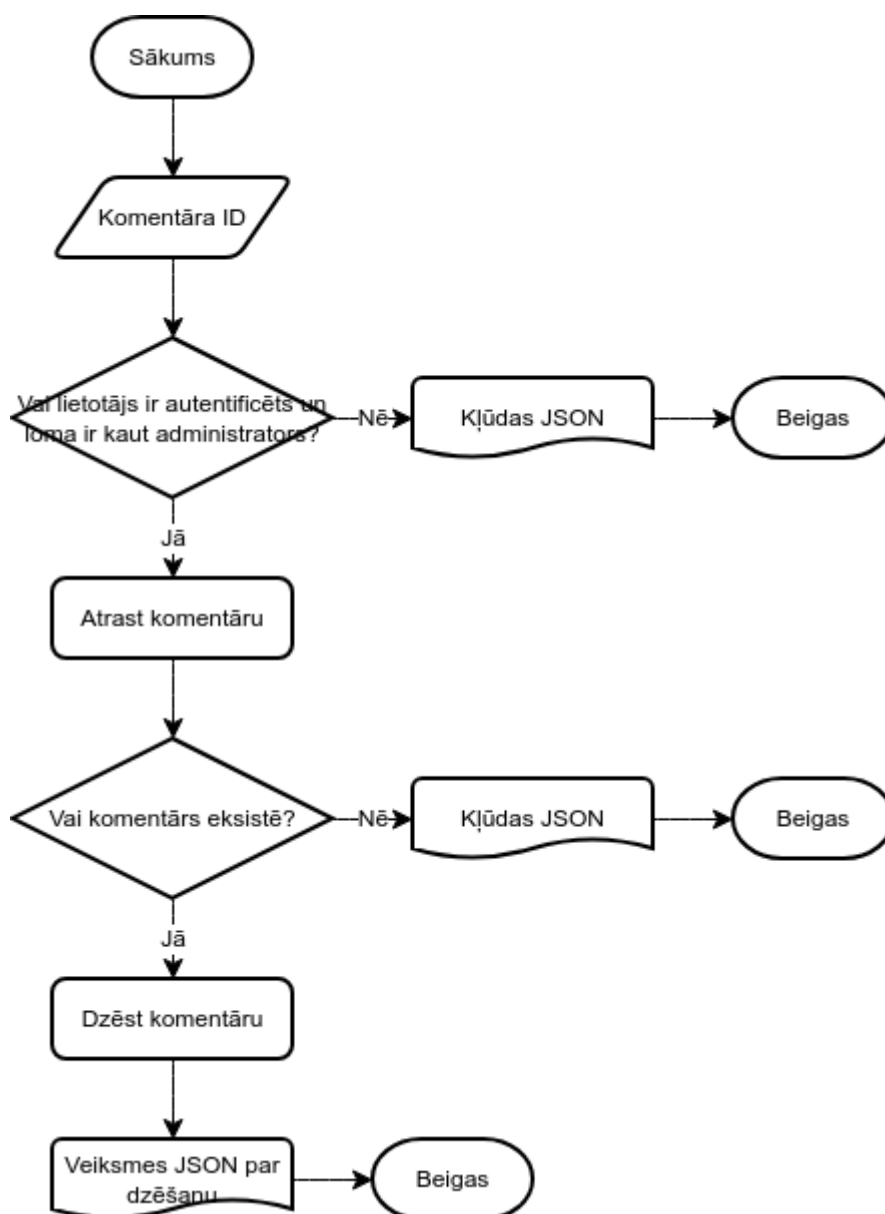 Sākums
Komentāra ID
Vai lietotājs ir autentificēts un
loma ir kaut administrators?
Nē
Kļūdas JSON
Beigas
Jā
Atrast komentāru
Vai komentārs eksistē?
Nē
Kļūdas JSON
Beigas
Jā
Dzēst komentāru
Veiksmes JSON par
dzēšanu
Beigas